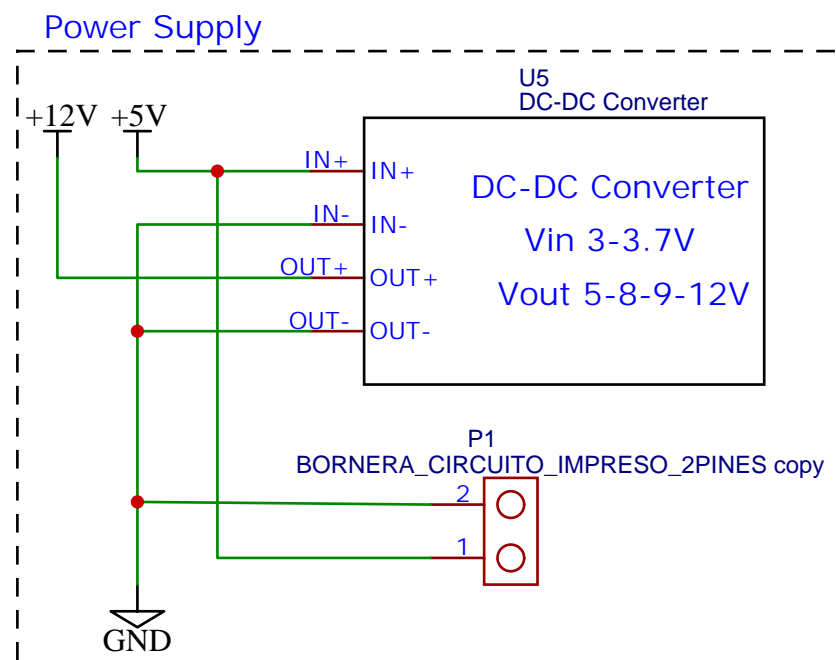 Power Supply
U5
DC-DC Converter
+12V +5V
IN+ IN+
IN- IN-
OUT+ OUT+
OUT- OUT-
DC-DC Converter
Vin 3-3.7V
Vout 5-8-9-12V
P1
BORNERA_CIRCUITO_IMPRESO_2PINES copy
2
1
GND